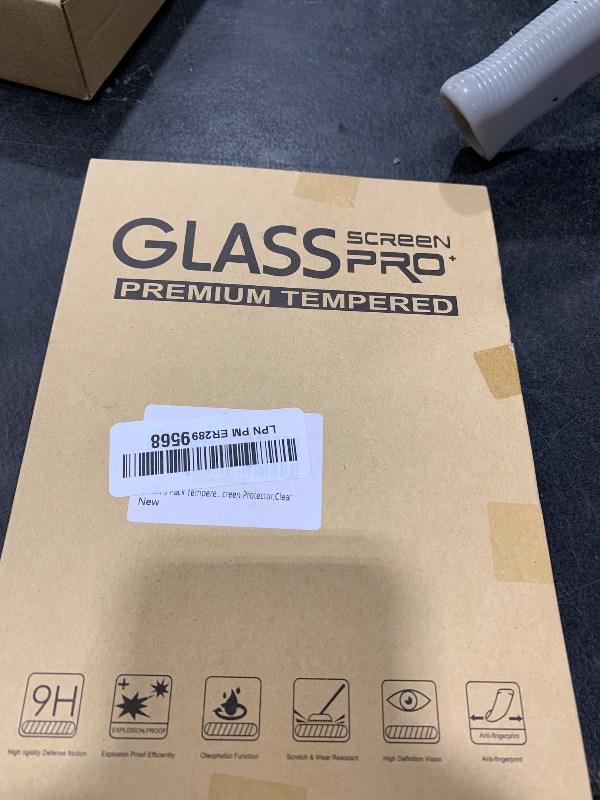 GLASS SCREEN PRO+
PREMIUM TEMPERED
LPN PM ER2899568
Pack Tempere...creen Protector,Clear
New
9H
EXPLOSION PROOF
Anti-fingerprint
High rigidity Defense friction
Explosion Proof Efficiently
Oleophobic Function
Scratch & Wear Resistant
High Definition Vision
Anti-fingerprint